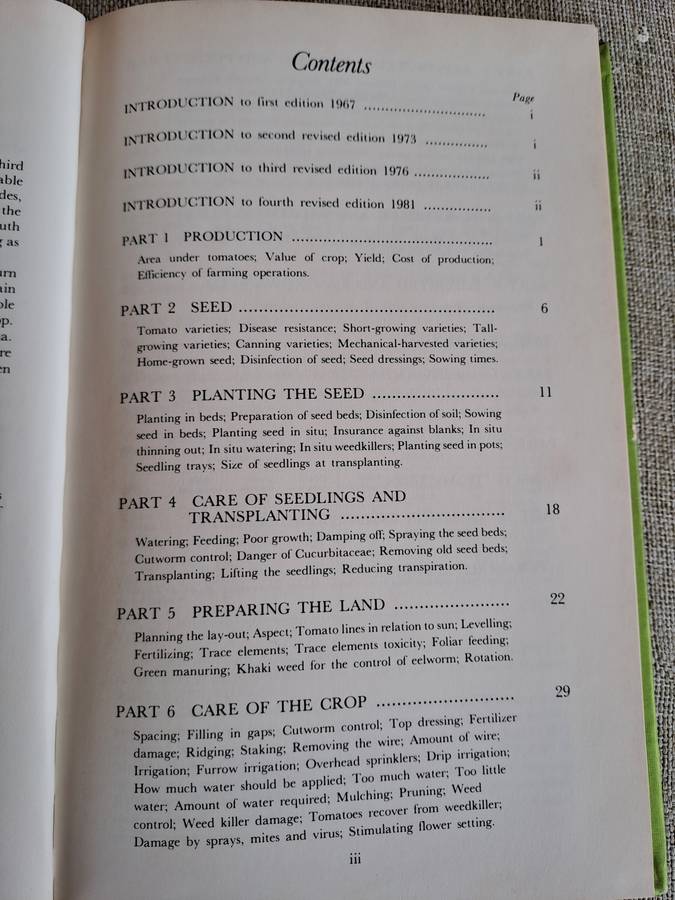 hird
able
des,
the
uth
as
urn
ain
ple
op.
a.
re
en
Contents
Page
INTRODUCTION to first edition 1967 ............................ i
INTRODUCTION to second revised edition 1973 ............... i
INTRODUCTION to third revised edition 1976 .................. ii
INTRODUCTION to fourth revised edition 1981 ................ ii
PART 1 PRODUCTION ............................................ 1
Area under tomatoes; Value of crop; Yield; Cost of production;
Efficiency of farming operations.
PART 2 SEED .................................................. 6
Tomato varieties; Disease resistance; Short-growing varieties; Tall-
growing varieties; Canning varieties; Mechanical-harvested varieties;
Home-grown seed; Disinfection of seed; Seed dressings; Sowing times.
PART 3 PLANTING THE SEED .......................... 11
Planting in beds; Preparation of seed beds; Disinfection of soil; Sowing
seed in beds; Planting seed in situ; Insurance against blanks; In situ
thinning out; In situ watering; In situ weedkillers; Planting seed in pots;
Seedling trays; Size of seedlings at transplanting.
PART 4 CARE OF SEEDLINGS AND
TRANSPLANTING ................................. 18
Watering; Feeding; Poor growth; Damping off; Spraying the seed beds;
Cutworm control; Danger of Cucurbitaceae; Removing old seed beds;
Transplanting; Lifting the seedlings; Reducing transpiration.
PART 5 PREPARING THE LAND ....................... 22
Planning the lay-out; Aspect; Tomato lines in relation to sun; Levelling;
Fertilizing; Trace elements; Trace elements toxicity; Foliar feeding;
Green manuring; Khaki weed for the control of eelworm; Rotation.
PART 6 CARE OF THE CROP ........................... 29
Spacing; Filling in gaps; Cutworm control; Top dressing; Fertilizer
damage; Ridging; Staking; Removing the wire; Amount of wire;
Irrigation; Furrow irrigation; Overhead sprinklers; Drip irrigation;
How much water should be applied; Too much water; Too little
water; Amount of water required; Mulching; Pruning; Weed
control; Weed killer damage; Tomatoes recover from weedkiller;
Damage by sprays, mites and virus; Stimulating flower setting.
iii